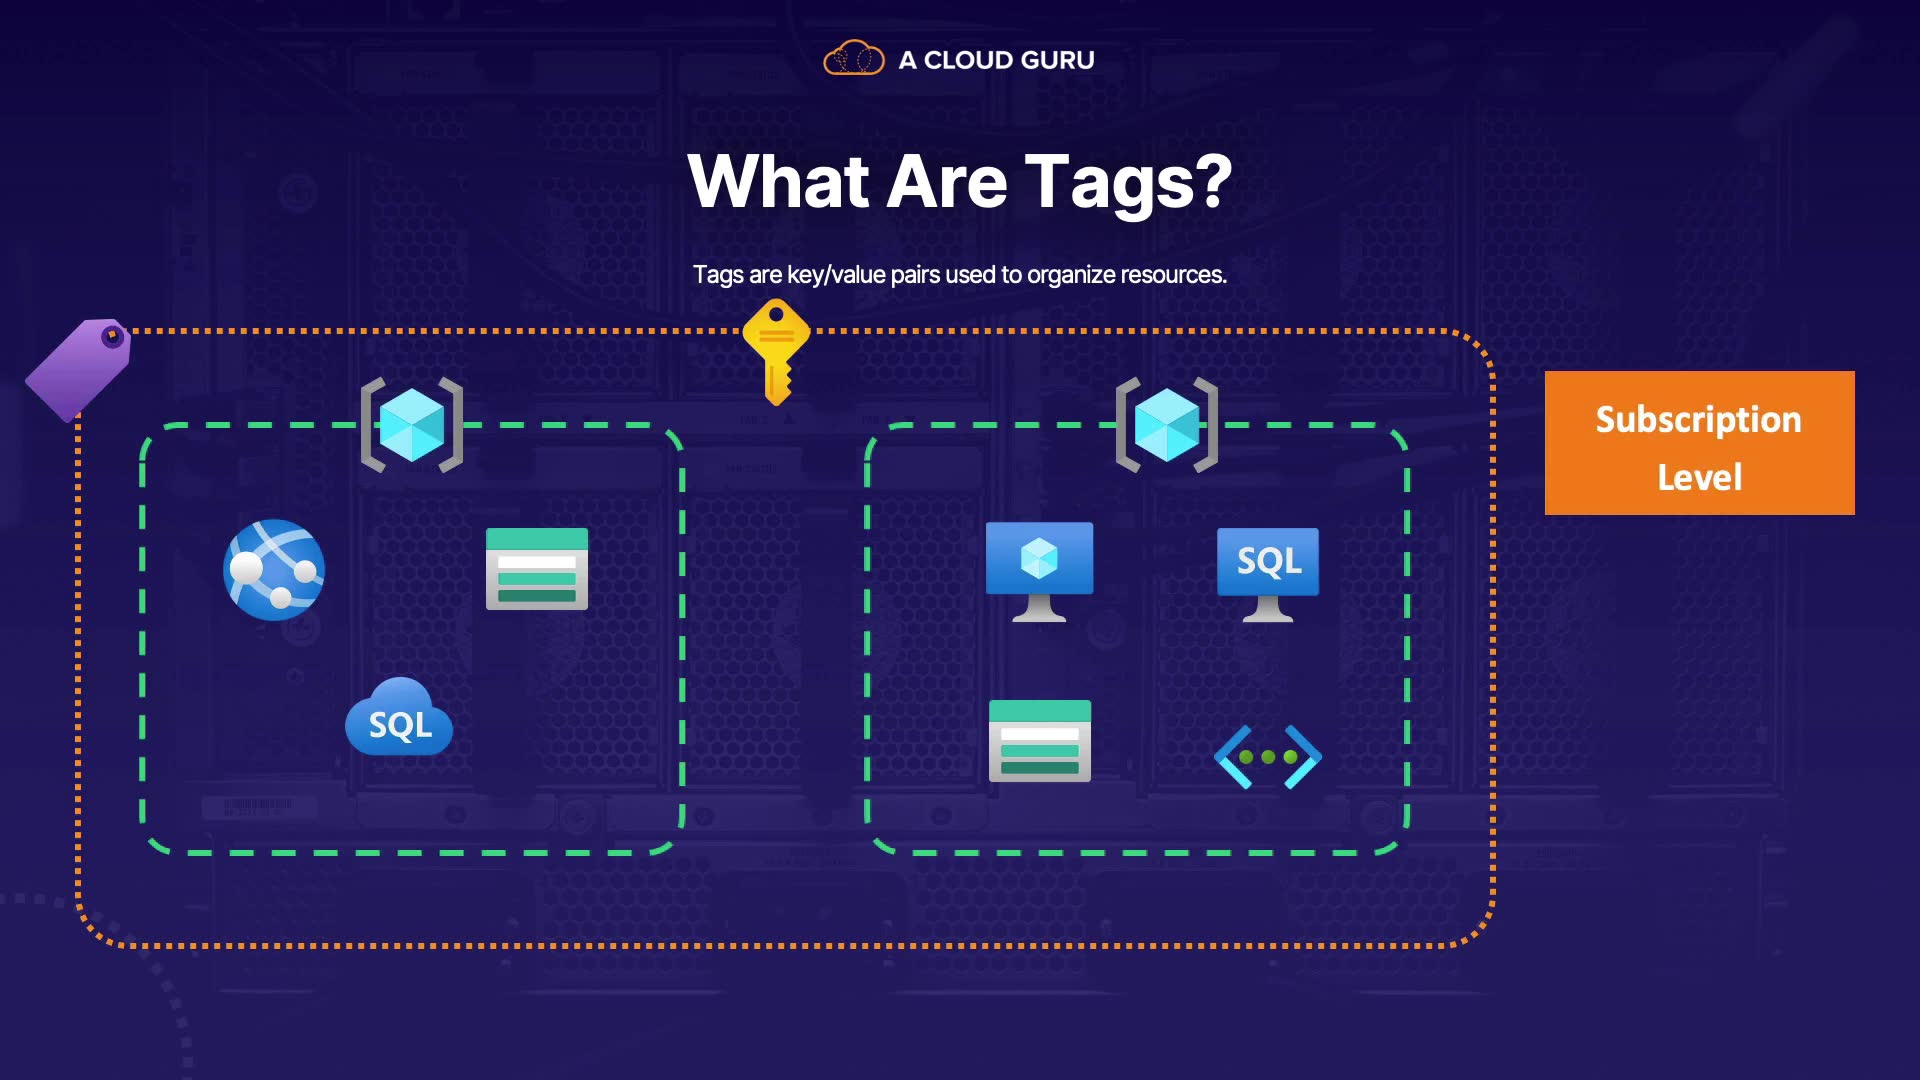 A CLOUD GURU
What Are Tags?
Tags are key/value pairs used to organize resources.
Subscription
Level
SQL
SQL